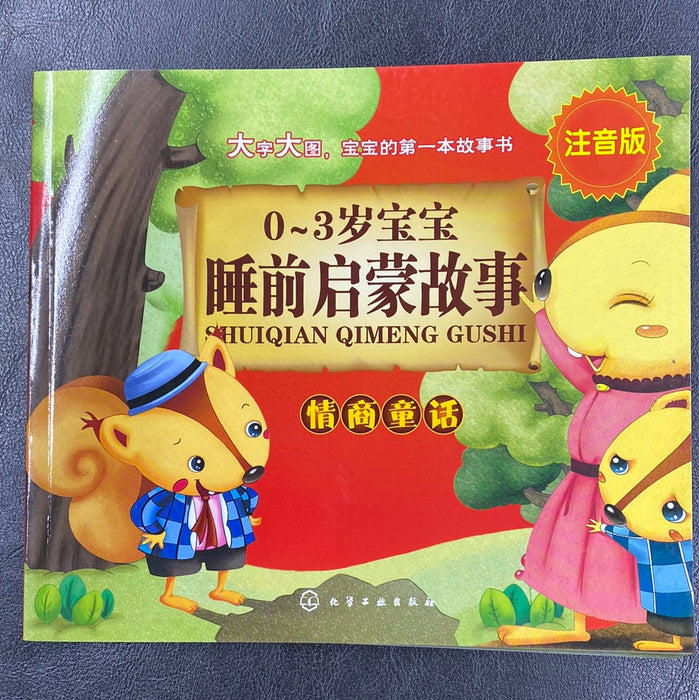 大字大图，宝宝的第一本故事书
注音版
0~3岁宝宝
睡前启蒙故事
SHUIQIAN QIMENG GUSHI
情商童话
化学工业出版社